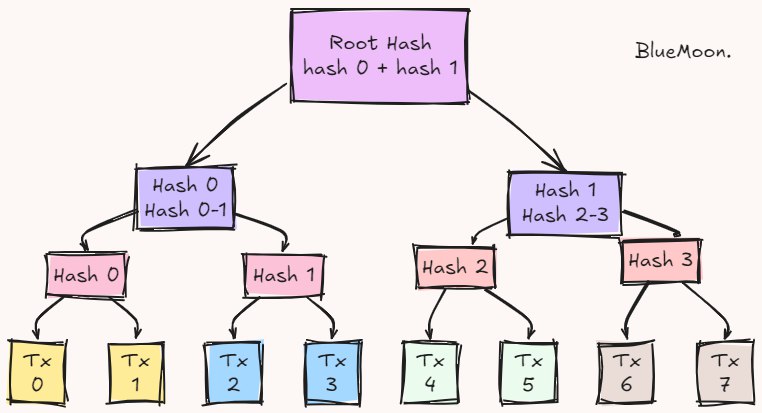 Root Hash
hash 0 + hash 1
BlueMoon.
Hash 0
Hash 0-1
Hash 1
Hash 2-3
Hash 0
Hash 1
Hash 2
Hash 3
Tx
0
Tx
1
Tx
2
Tx
3
Tx
4
Tx
5
Tx
6
Tx
7